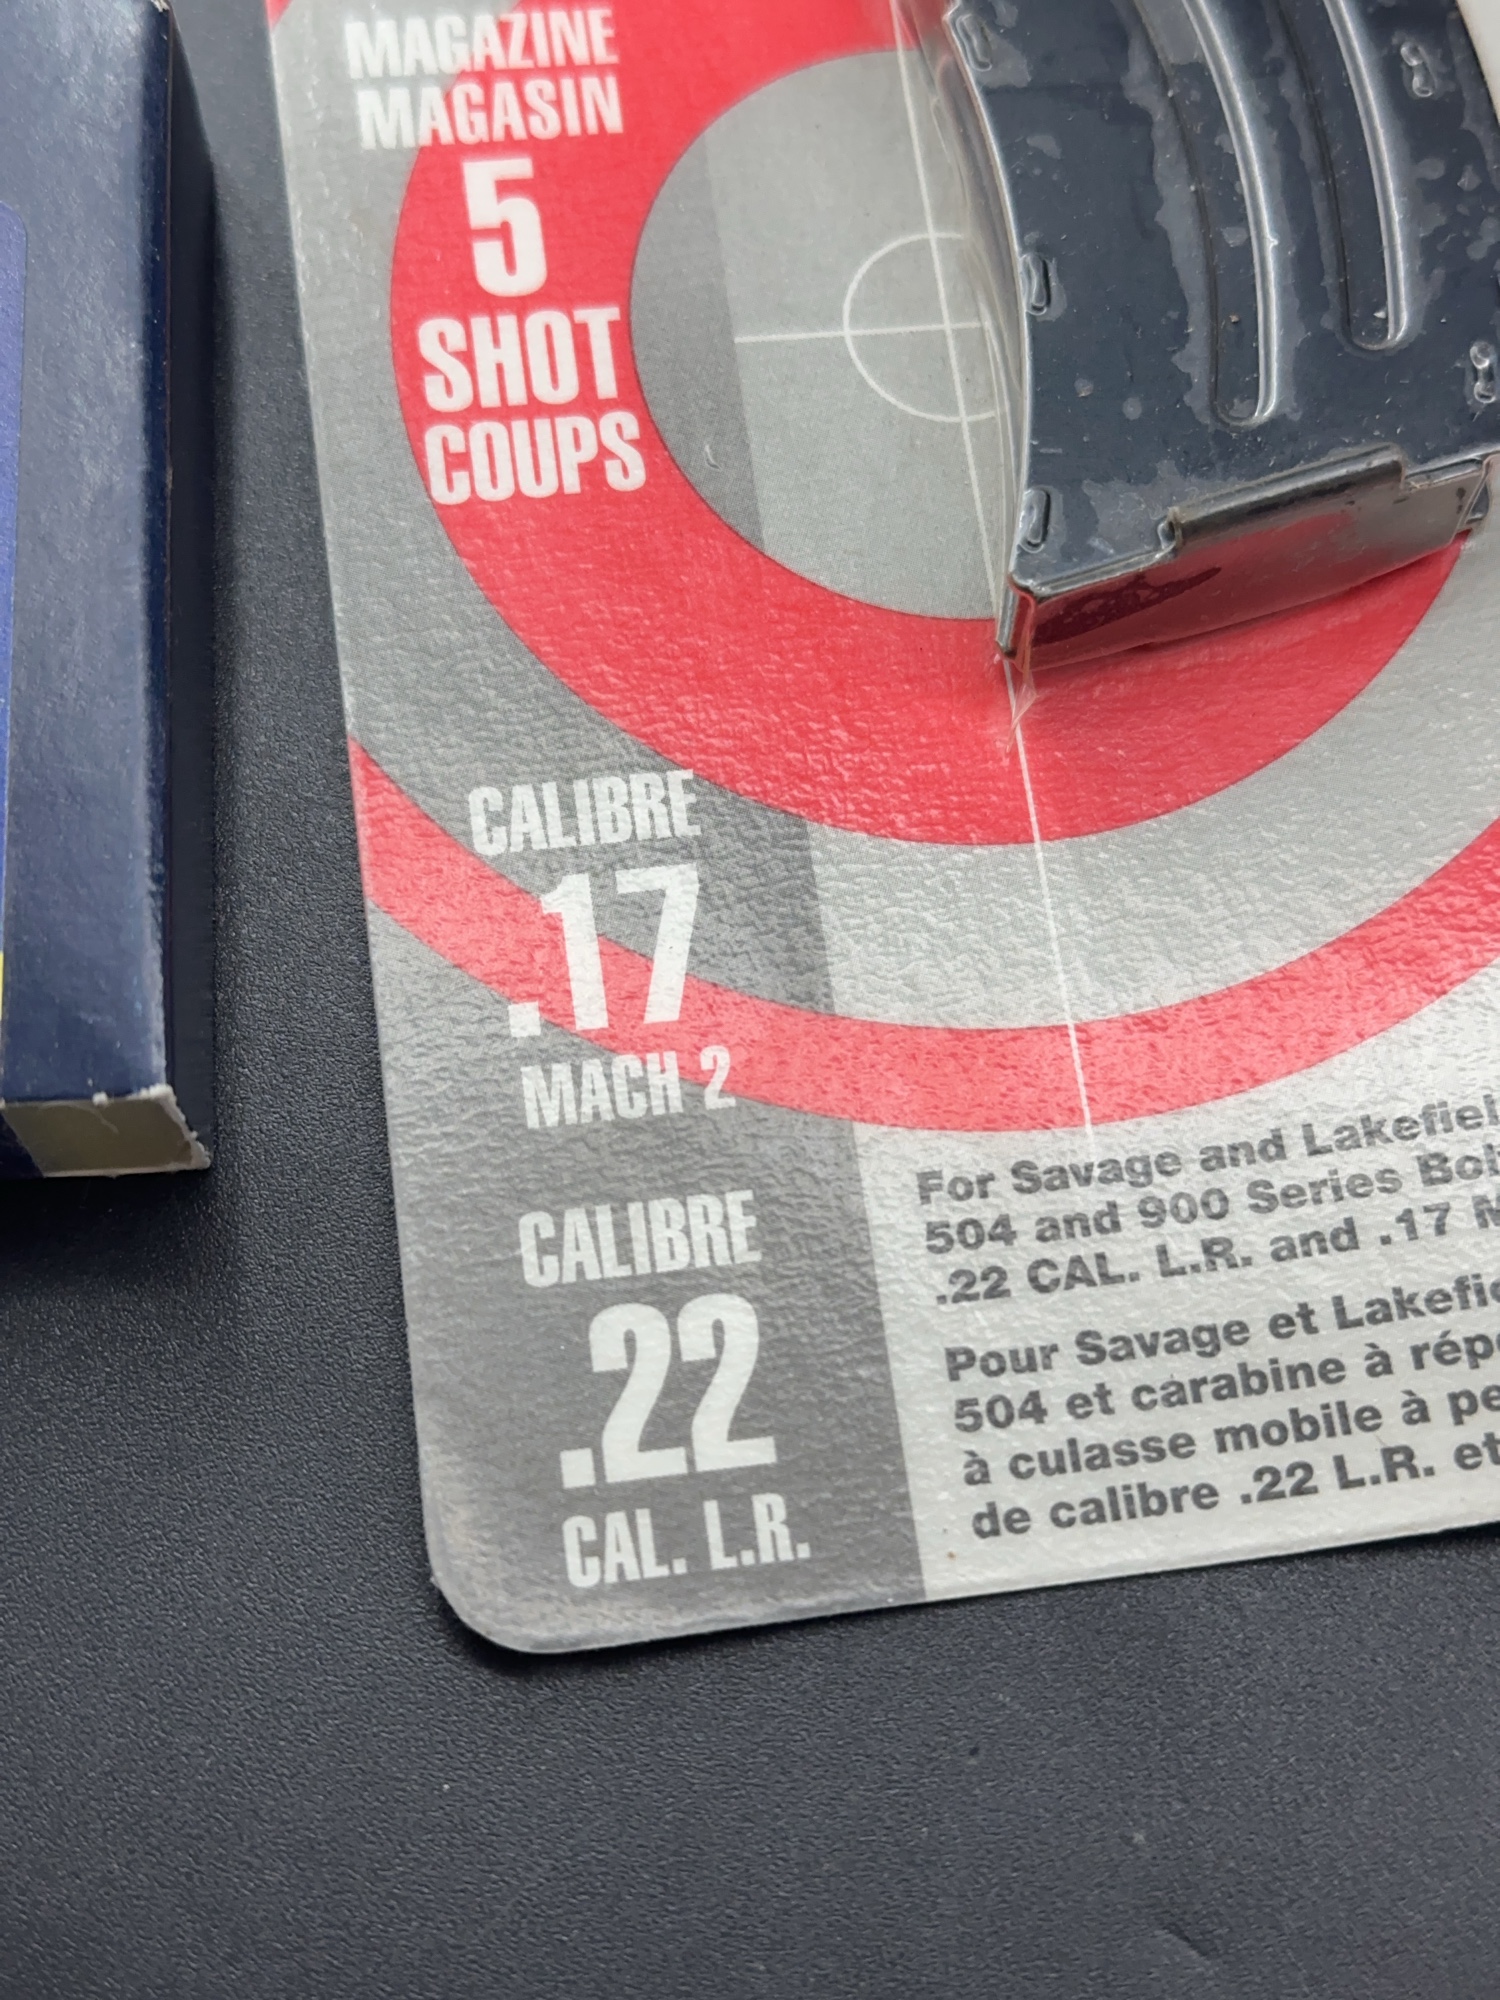 MAGAZINE
MAGASIN
5
SHOT
COUPS
CALIBRE
.17
MACH 2
CALIBRE
.22
CAL. L.R.
For Savage and
504 and 900 Series
.22 CAL. L.R. and .17
Pour Savage et
504 et carabine à
à culasse mobile à
de calibre .22 L.R. et